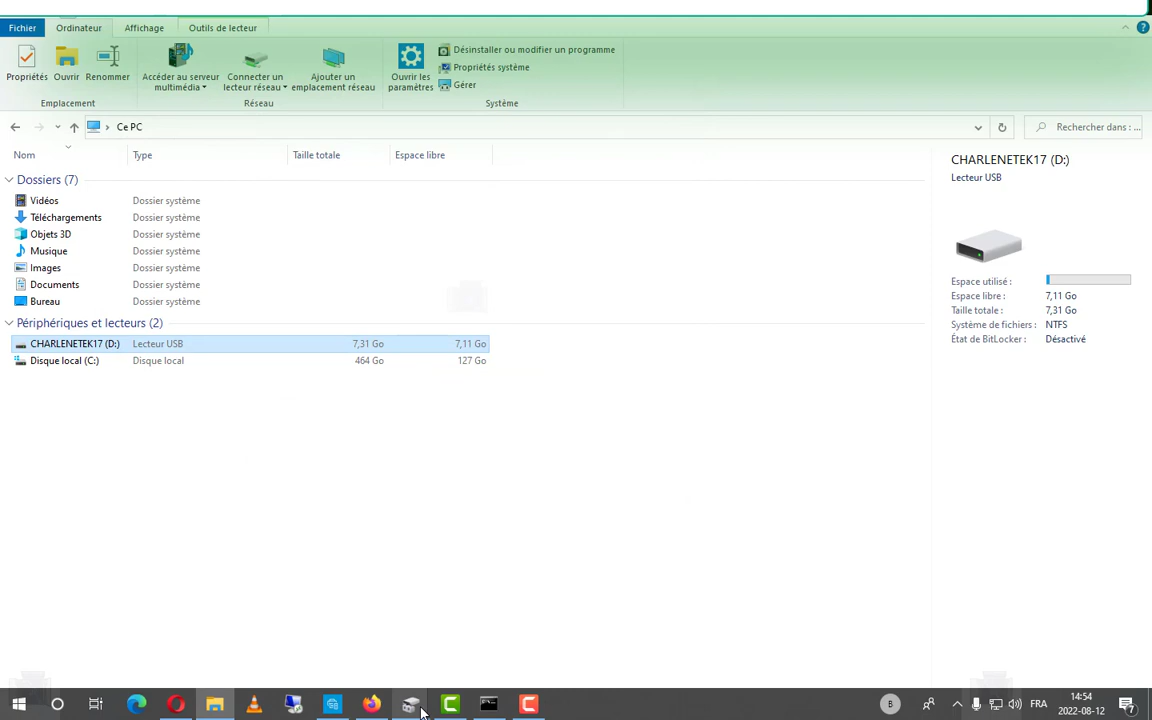 Fichier
Ordinateur
Affichage
Outils de lecteur
Propriétés
Ouvrir
Renommer
Accéder au serveur
multimédia
Connecter un
lecteur réseau
Ajouter un
emplacement réseau
Ouvrir les
paramètres
Désinstaller ou modifier un programme
Propriétés système
Gérer
Emplacement
Réseau
Système
Ce PC
Rechercher dans : ...
Nom
Type
Taille totale
Espace libre
Dossiers (7)
Vidéos Dossier système
Téléchargements Dossier système
Objets 3D Dossier système
Musique Dossier système
Images Dossier système
Documents Dossier système
Bureau Dossier système
Périphériques et lecteurs (2)
CHARLENETEK17 (D:) Lecteur USB 7,31 Go 7,11 Go
Disque local (C:) Disque local 464 Go 127 Go
CHARLENETEK17 (D:)
Lecteur USB
Espace utilisé :
Espace libre : 7,11 Go
Taille totale : 7,31 Go
Système de fichiers : NTFS
État de BitLocker : Désactivé
B
FRA
14:54
2022-08-12
7